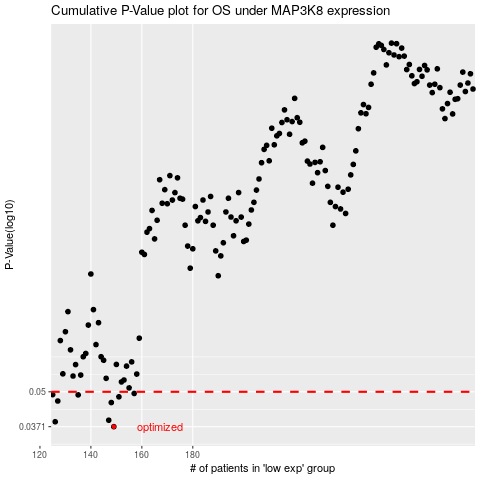 Cumulative P-Value plot for OS under MAP3K8 expression
P-Value(log10)
0.05
0.0371
optimized
120 140 160 180
# of patients in 'low exp' group